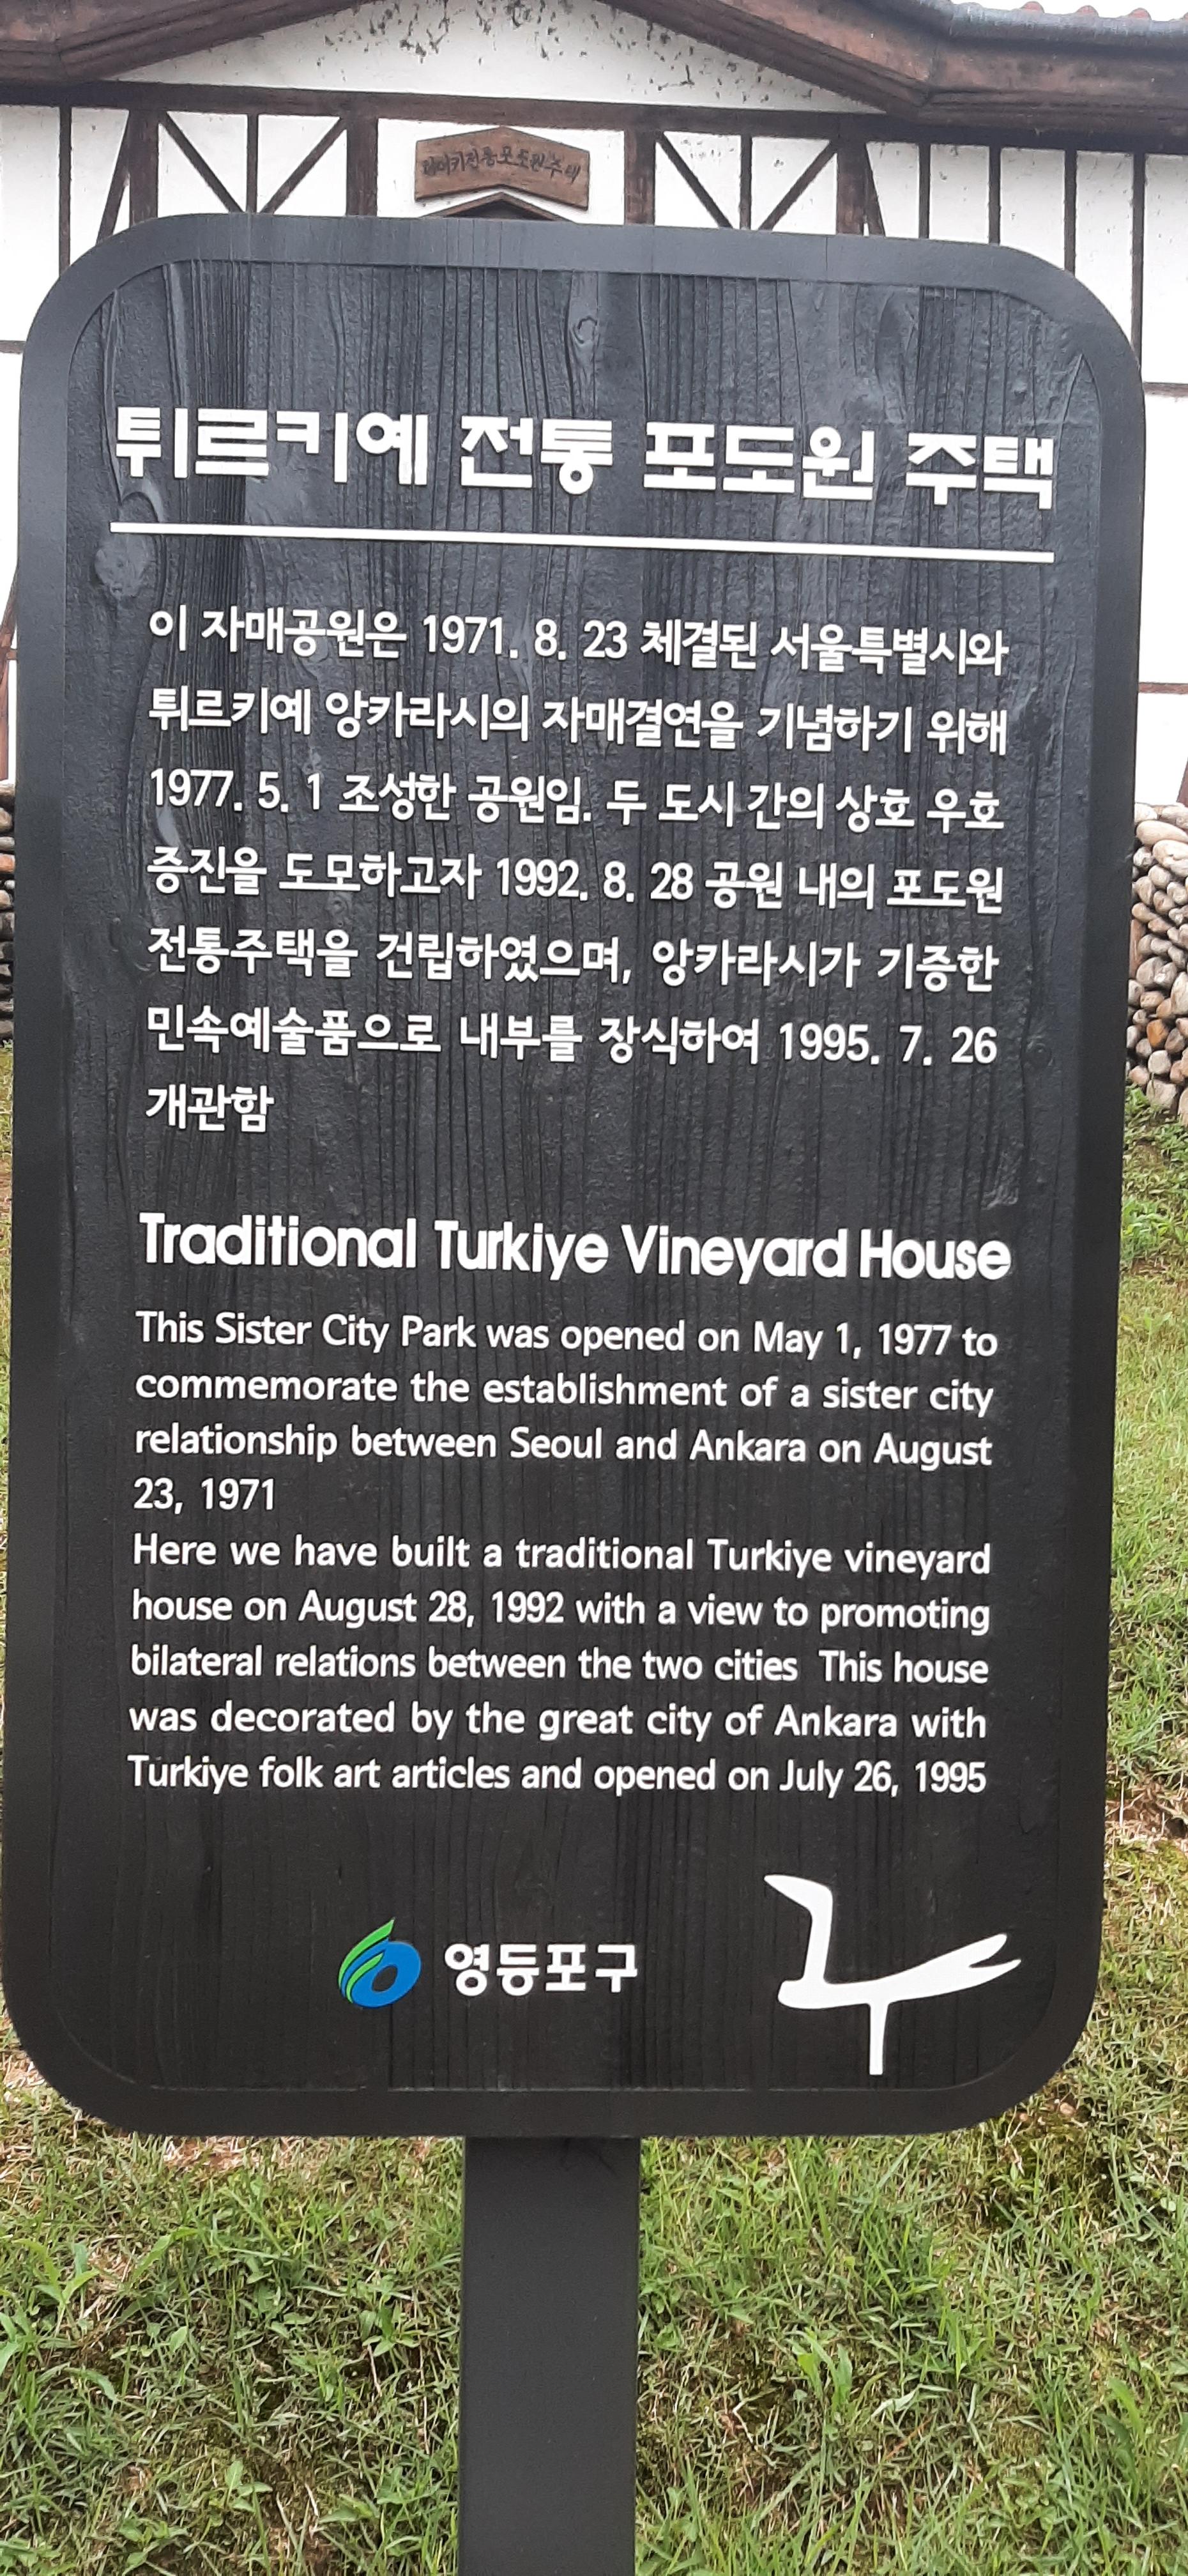 터어키전통포도원주택
튀르키예 전통 포도원 주택
이 자매공원은 1971. 8. 23 체결된 서울특별시와
튀르키예 앙카라시의 자매결연을 기념하기 위해
1977. 5. 1 조성한 공원임. 두 도시 간의 상호 우호
증진을 도모하고자 1992. 8. 28 공원 내의 포도원
전통주택을 건립하였으며, 앙카라시가 기증한
민속예술품으로 내부를 장식하여 1995. 7. 26
개관함
Traditional Turkiye Vineyard House
This Sister City Park was opened on May 1, 1977 to
commemorate the establishment of a sister city
relationship between Seoul and Ankara on August
23, 1971
Here we have built a traditional Turkiye vineyard
house on August 28, 1992 with a view to promoting
bilateral relations between the two cities This house
was decorated by the great city of Ankara with
Turkiye folk art articles and opened on July 26, 1995
영등포구